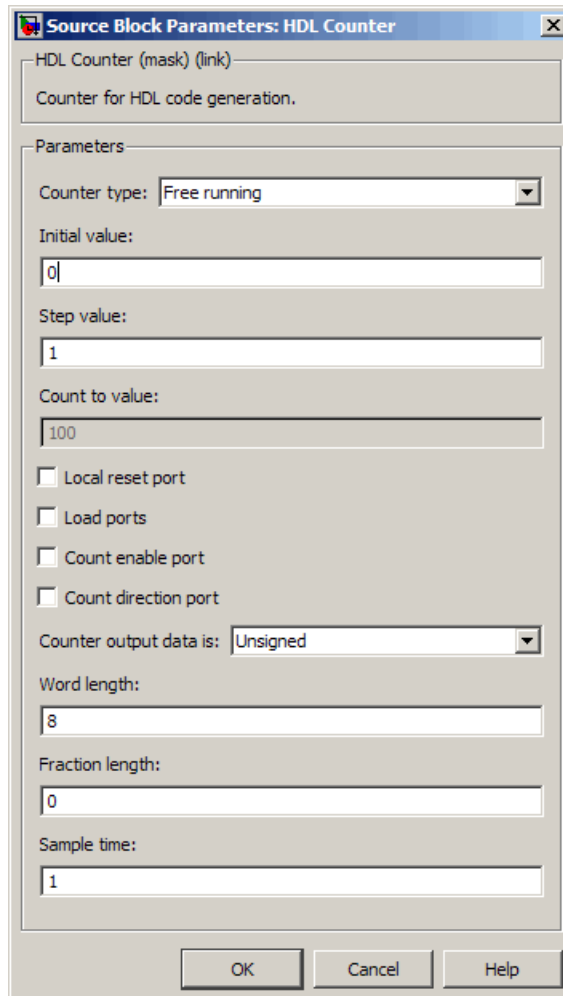 Source Block Parameters: HDL Counter
HDL Counter (mask) (link)
Counter for HDL code generation.
Parameters
Counter type: Free running
Initial value:
0
Step value:
1
Count to value:
100
Local reset port
Load ports
Count enable port
Count direction port
Counter output data is: Unsigned
Word length:
8
Fraction length:
0
Sample time:
1
OK Cancel Help